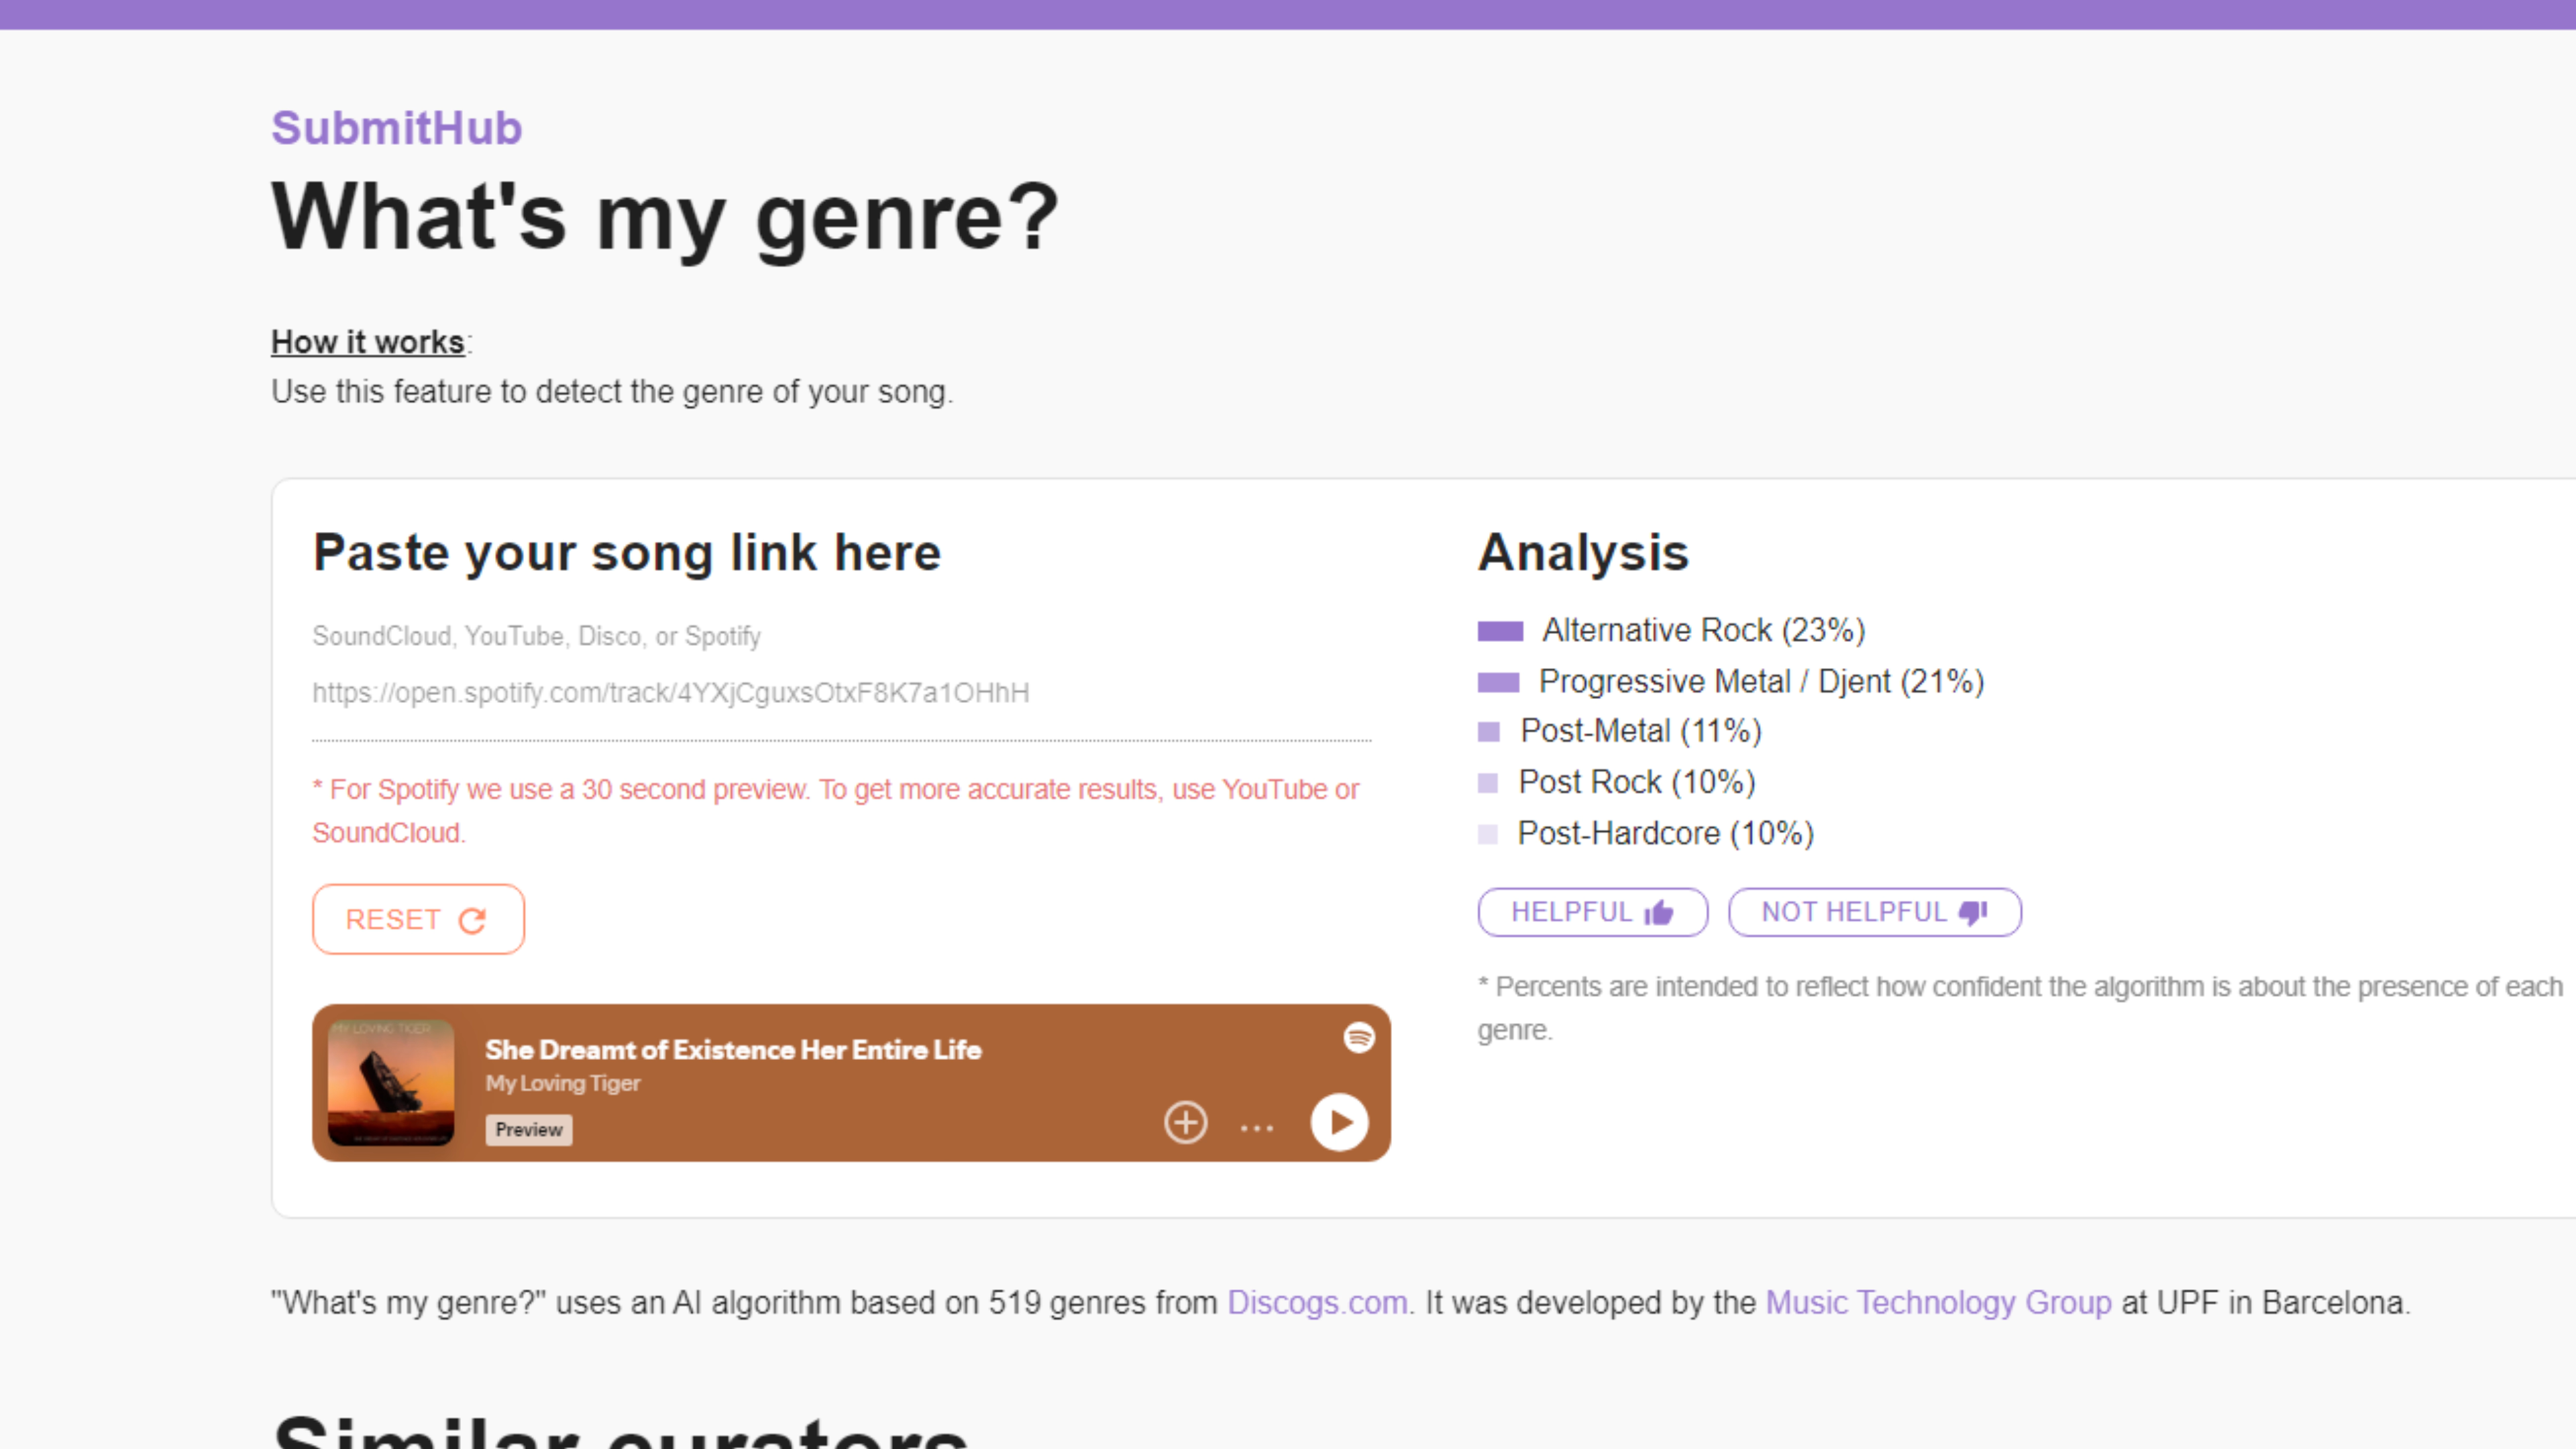 SubmitHub
What's my genre?
How it works:
Use this feature to detect the genre of your song.
Paste your song link here
SoundCloud, YouTube, Disco, or Spotify
https://open.spotify.com/track/4YXjCguxsOtxF8K7a1OHhH
* For Spotify we use a 30 second preview. To get more accurate results, use YouTube or
SoundCloud.
RESET
MY LOVING TIGER
She Dreamt of Existence Her Entire Life
My Loving Tiger
Preview
Analysis
Alternative Rock (23%)
Progressive Metal / Djent (21%)
Post-Metal (11%)
Post Rock (10%)
Post-Hardcore (10%)
HELPFUL
NOT HELPFUL
* Percents are intended to reflect how confident the algorithm is about the presence of each
genre.
"What's my genre?" uses an AI algorithm based on 519 genres from Discogs.com. It was developed by the Music Technology Group at UPF in Barcelona.
Similar curators